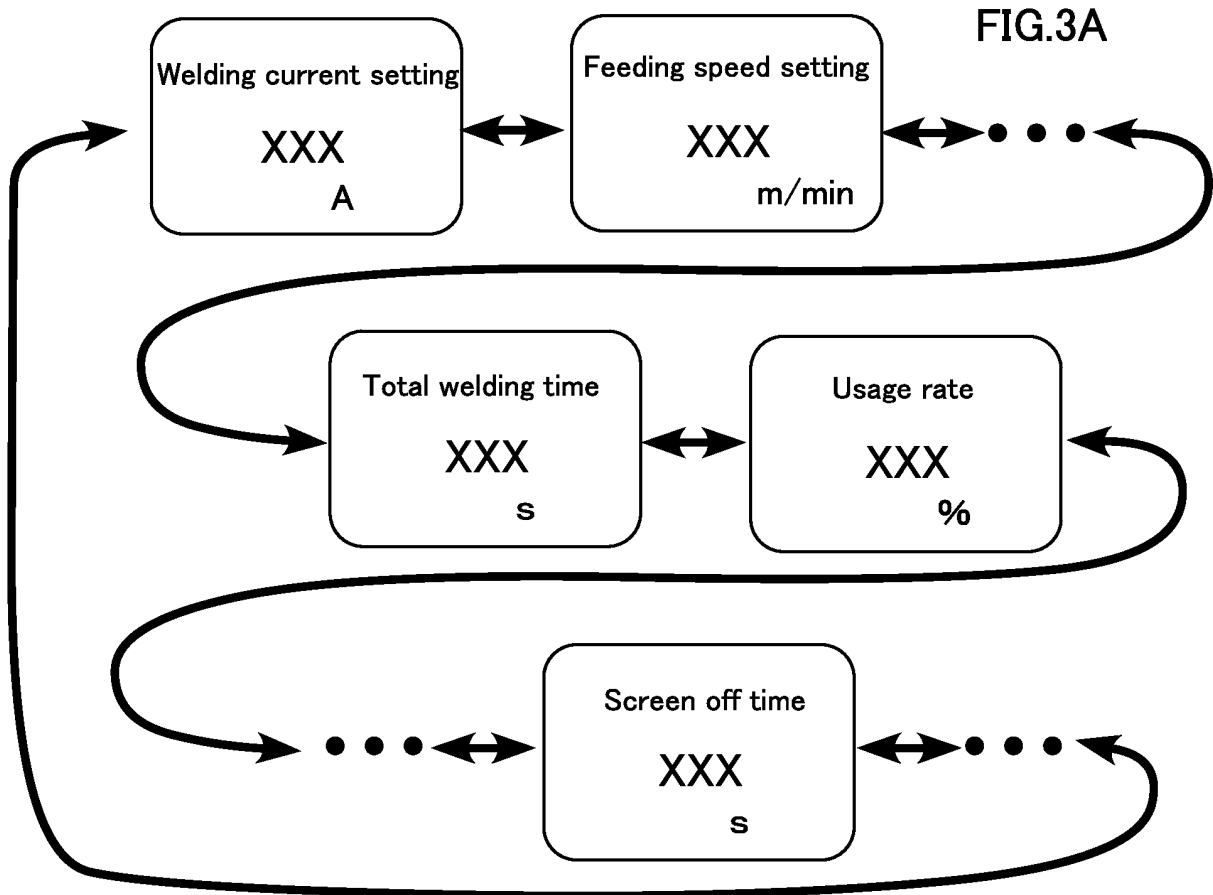 FIG.3A
Welding current setting
XXX
A
Feeding speed setting
XXX
m/min
• • •
Total welding time
XXX
s
Usage rate
XXX
%
• • •
Screen off time
XXX
s
• • •